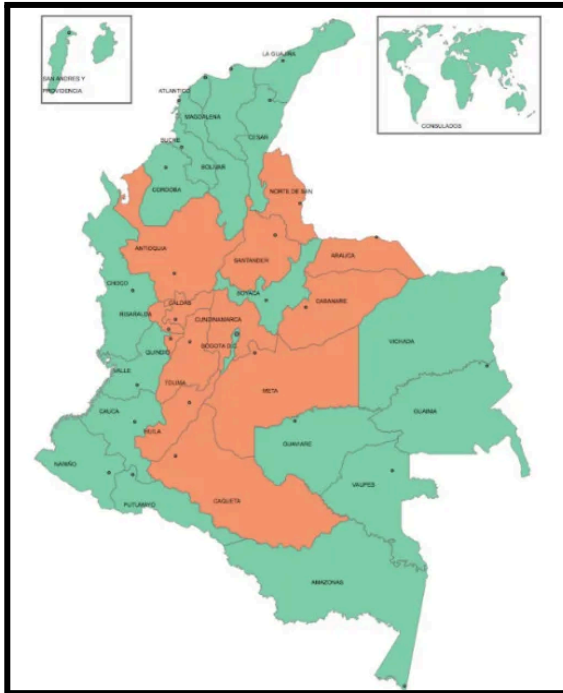 LA GUAJIRA
SAN ANDRES Y
PROVIDENCIA
CONSULADOS
ATLANTICO
MAGDALENA
CESAR
SUCRE
BOLIVAR
CORDOBA
NORTE DE SAN
ANTIOQUIA
SANTANDER
ARAUCA
CHOCO
BOYACA
CALDAS
CASANARE
RISARALDA
CUNDINAMARCA
VICHADA
QUINDIO
BOGOTA D.C.
VALLE
TOLIMA
META
GUAINIA
CAUCA
HUILA
GUAVIARE
NARIÑO
VAUPES
PUTUMAYO
CAQUETA
AMAZONAS